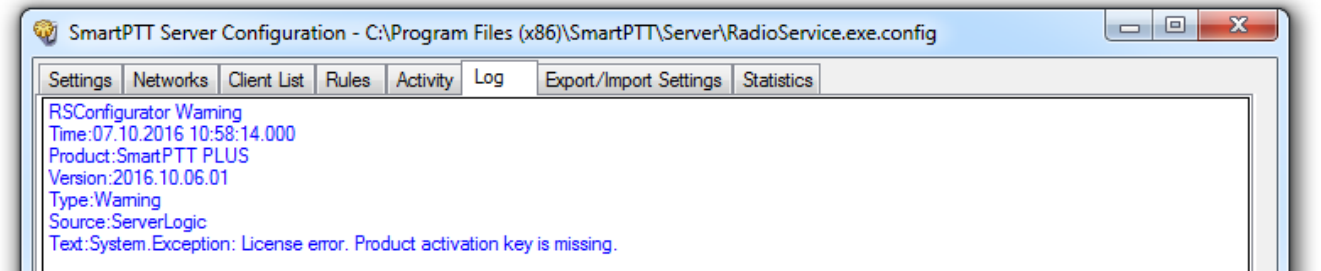 SmartPTT Server Configuration - C:\Program Files (x86)\SmartPTT\Server\RadioService.exe.config
Settings Networks Client List Rules Activity Log Export/Import Settings Statistics
RSConfigurator Warning
Time:07.10.2016 10:58:14.000
Product:SmartPTT PLUS
Version:2016.10.06.01
Type:Warning
Source:ServerLogic
Text:System.Exception: License error. Product activation key is missing.